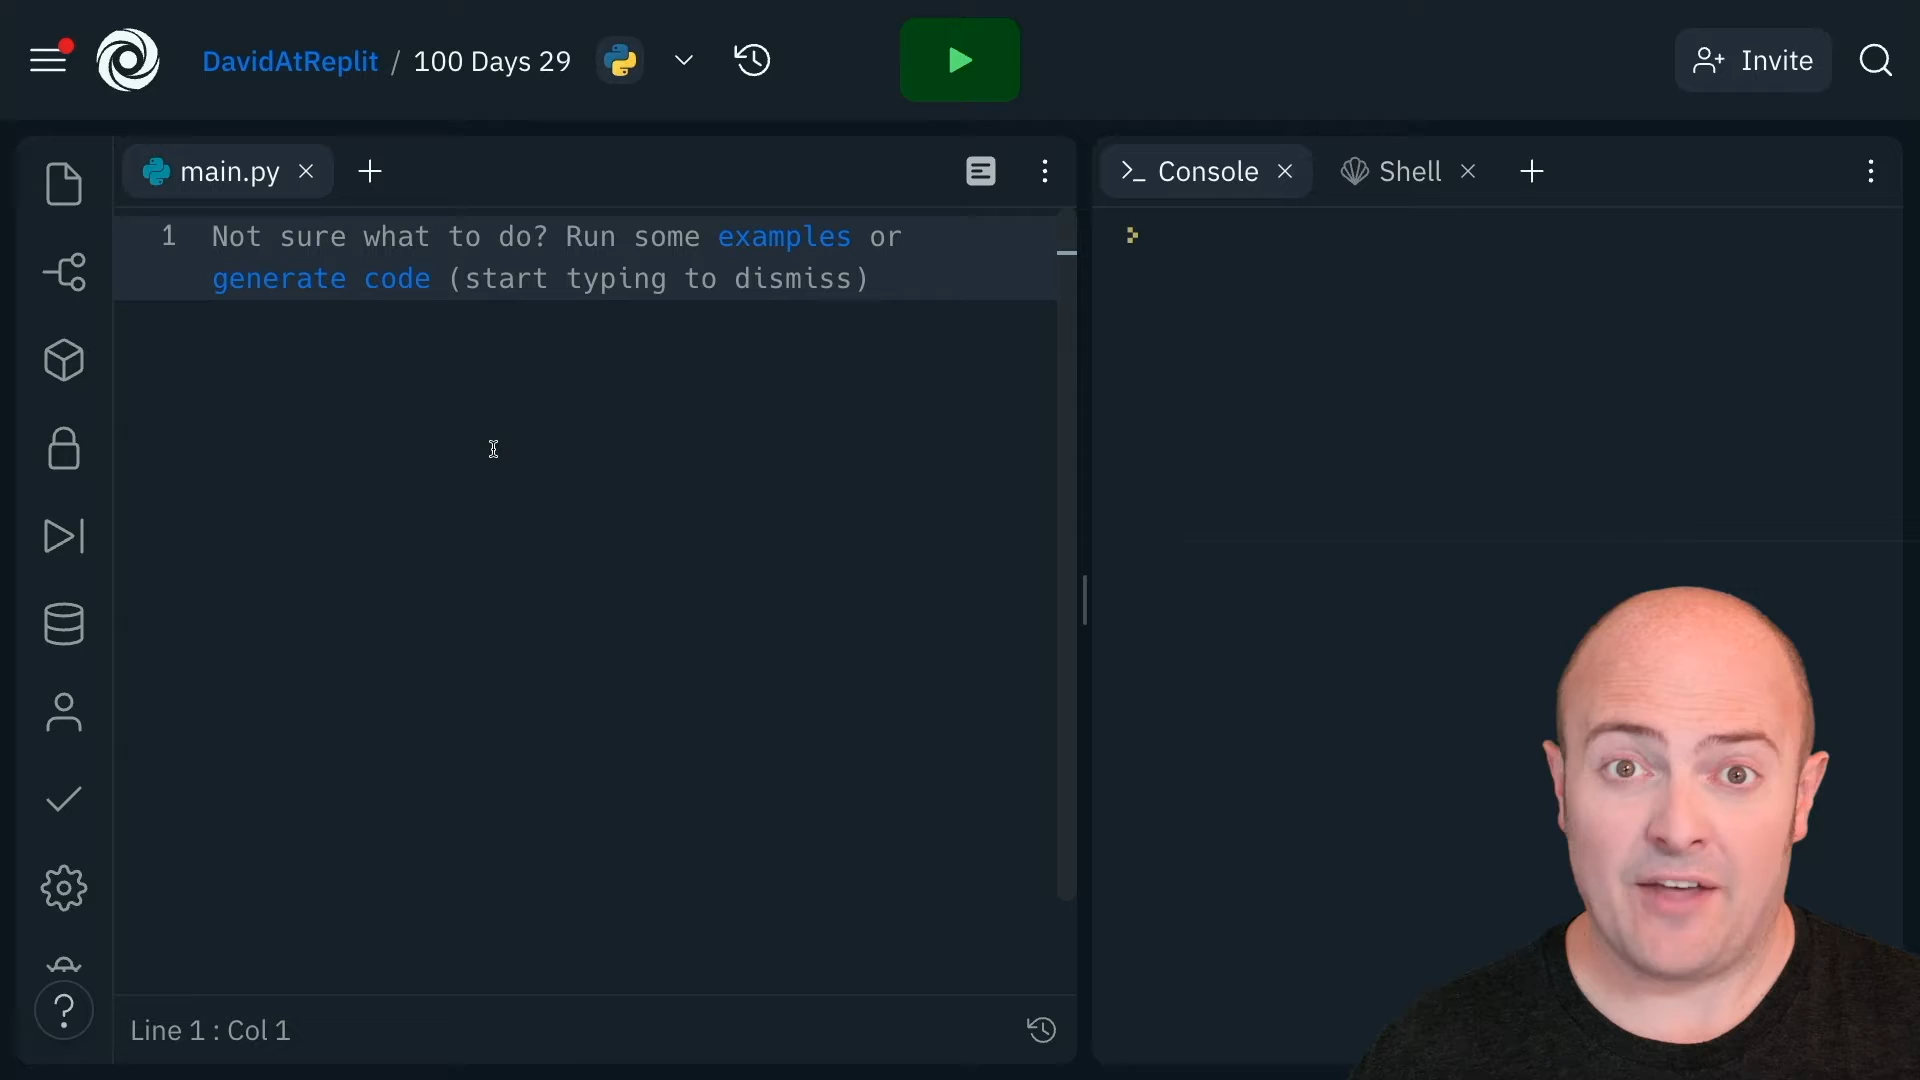 DavidAtReplit / 100 Days 29
Invite
main.py
Console
Shell
1 Not sure what to do? Run some examples or
generate code (start typing to dismiss)
Line 1 : Col 1